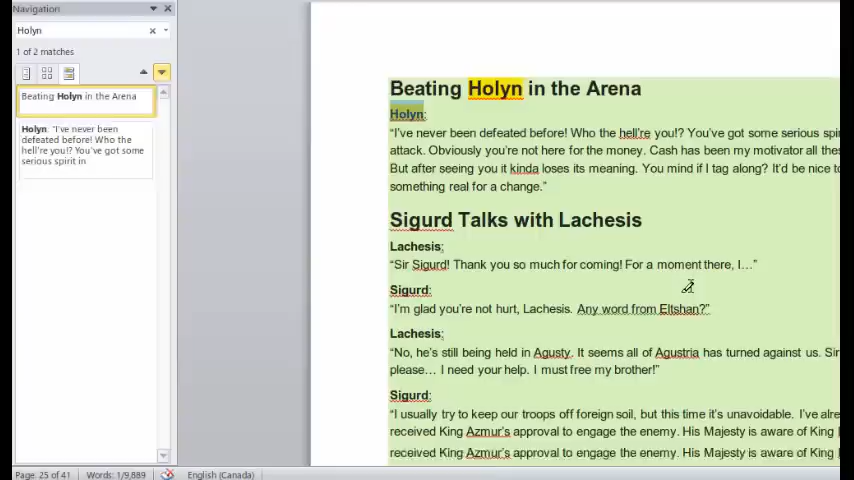 Navigation
Holyn
1 of 2 matches
Beating Holyn in the Arena
Holyn: "I've never been
defeated before! Who the
hell're you!? You've got some
serious spirit in
Beating Holyn in the Arena
Holyn:
“I’ve never been defeated before! Who the hell’re you!? You’ve got some serious spi
attack. Obviously you’re not here for the money. Cash has been my motivator all the
But after seeing you it kinda loses its meaning. You mind if I tag along? It’d be nice t
something real for a change.”
Sigurd Talks with Lachesis
Lachesis:
“Sir Sigurd! Thank you so much for coming! For a moment there, I…”
Sigurd:
“I’m glad you’re not hurt, Lachesis. Any word from Eltshan?”
Lachesis:
“No, he’s still being held in Agusty. It seems all of Agustria has turned against us. Sir
please… I need your help. I must free my brother!”
Sigurd:
“I usually try to keep our troops off foreign soil, but this time it’s unavoidable. I’ve alre
received King Azmur’s approval to engage the enemy. His Majesty is aware of King
received King Azmur’s approval to engage the enemy. His Majesty is aware of King
Page: 25 of 41 Words: 1/9,889 English (Canada)